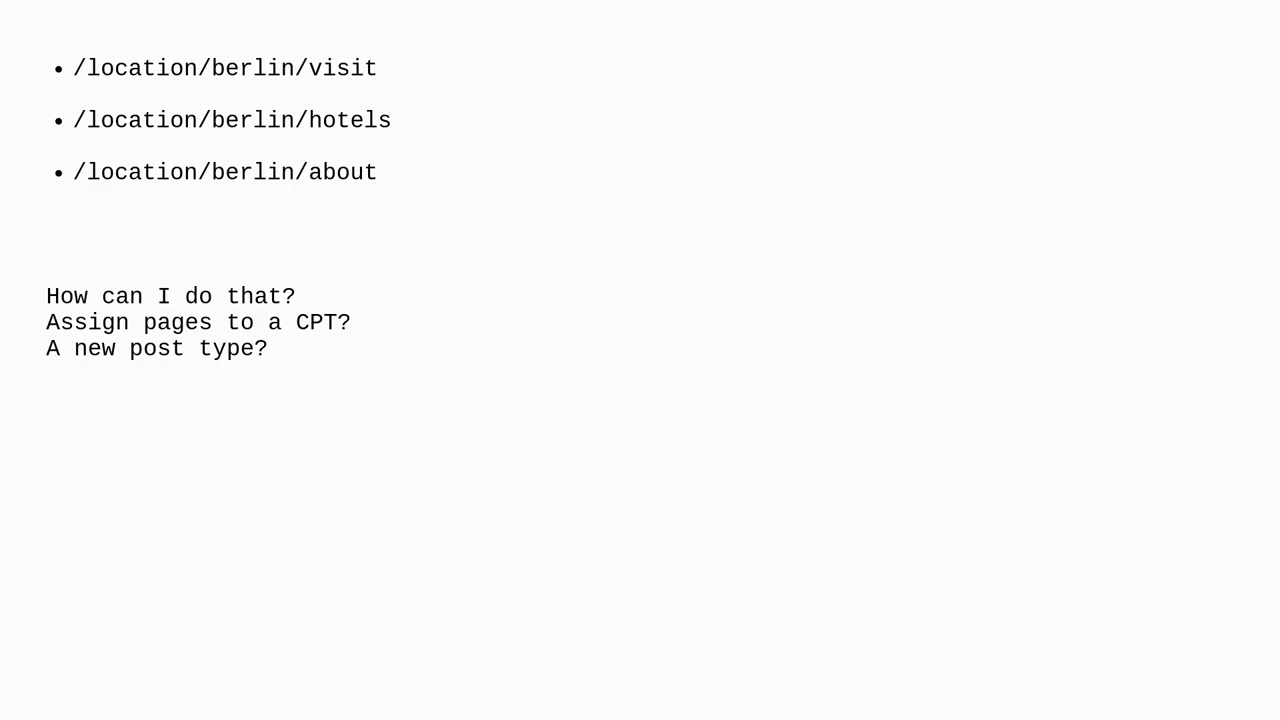 • /location/berlin/visit
• /location/berlin/hotels
• /location/berlin/about
How can I do that?
Assign pages to a CPT?
A new post type?